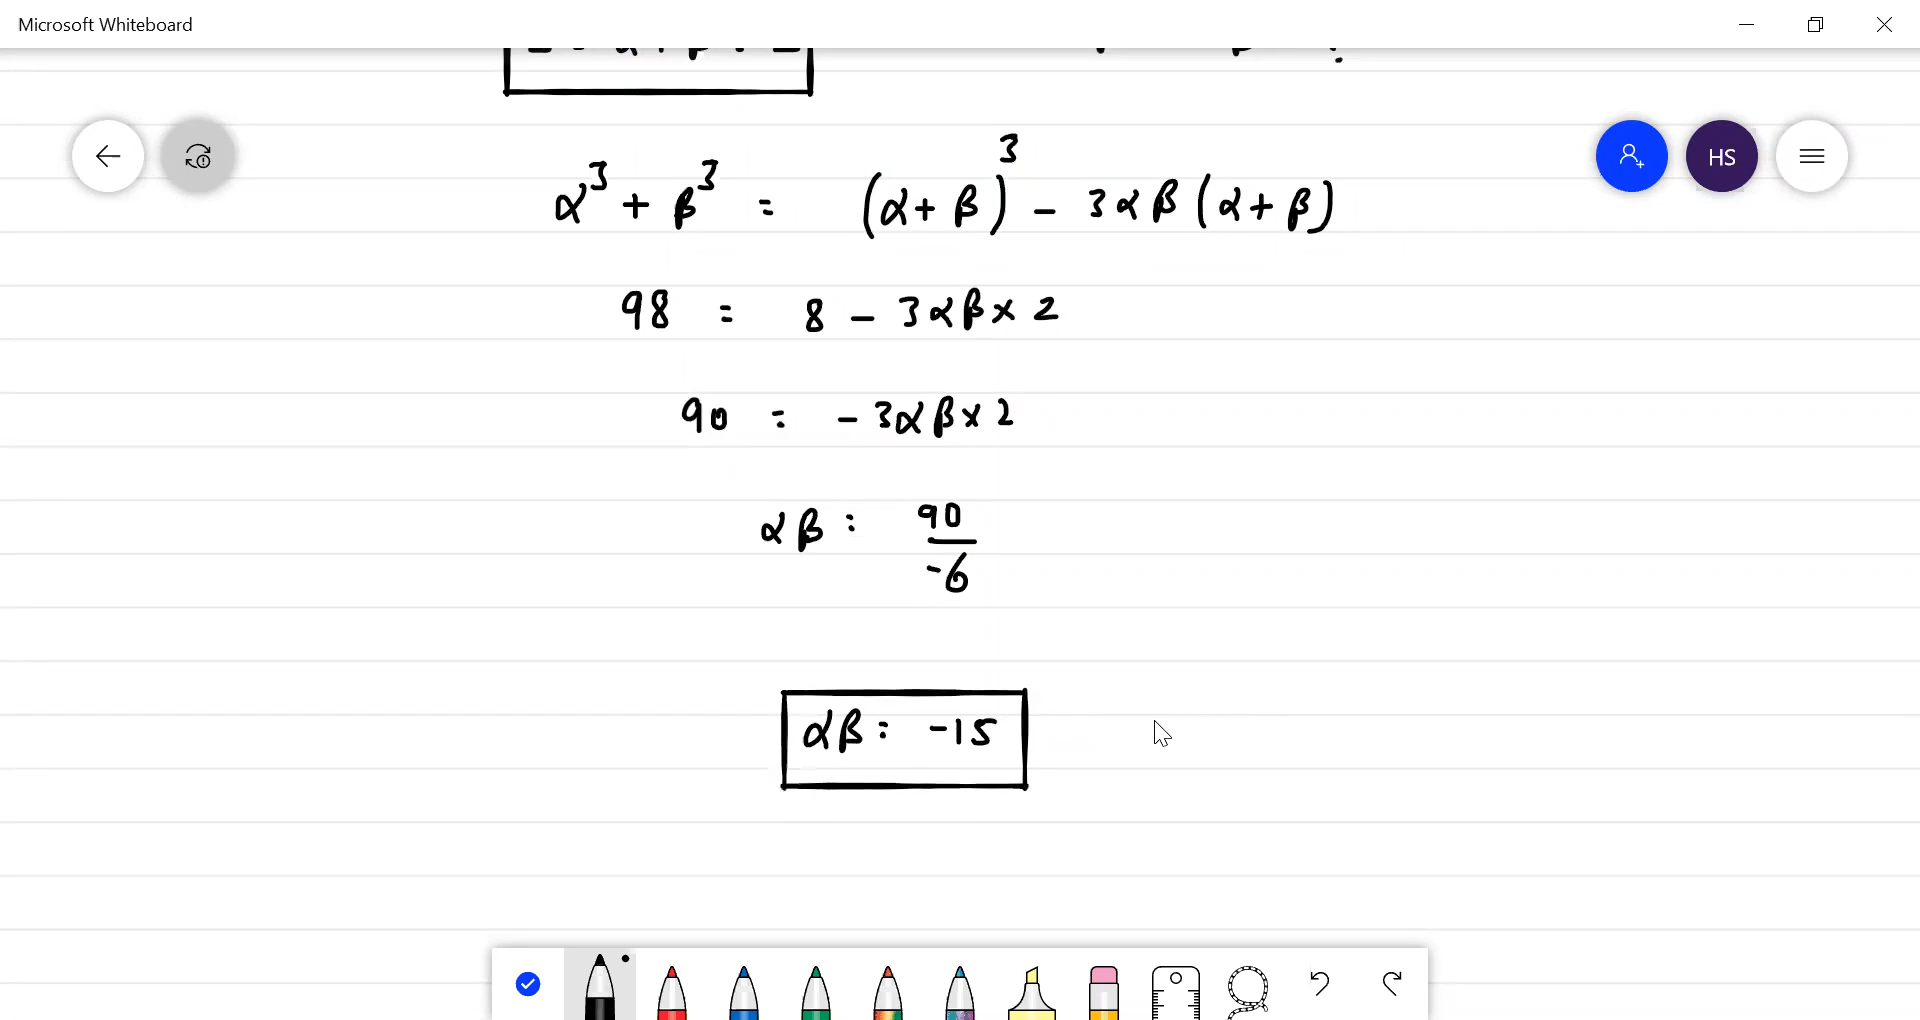 Microsoft Whiteboard
HS
α³ + β³ = (α + β)³ - 3αβ(α + β)
98 = 8 - 3αβ × 2
90 = - 3αβ × 2
αβ = 90/-6
αβ = -15